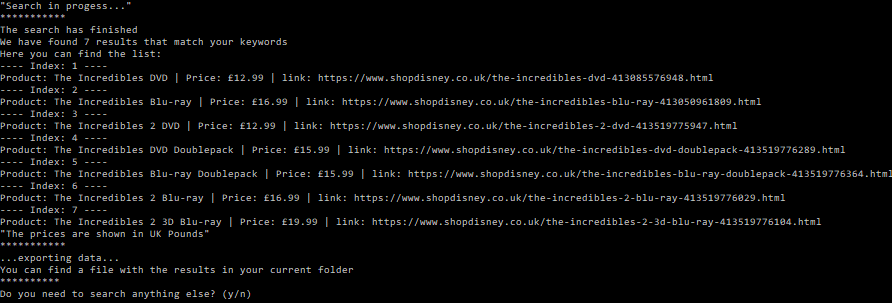 "Search in progess..."
***********
The search has finished
We have found 7 results that match your keywords
Here you can find the list:
---- Index: 1 ----
Product: The Incredibles DVD | Price: £12.99 | link: https://www.shopdisney.co.uk/the-incredibles-dvd-413085576948.html
---- Index: 2 ----
Product: The Incredibles Blu-ray | Price: £16.99 | link: https://www.shopdisney.co.uk/the-incredibles-blu-ray-413050961809.html
---- Index: 3 ----
Product: The Incredibles 2 DVD | Price: £12.99 | link: https://www.shopdisney.co.uk/the-incredibles-2-dvd-413519775947.html
---- Index: 4 ----
Product: The Incredibles DVD Doublepack | Price: £15.99 | link: https://www.shopdisney.co.uk/the-incredibles-dvd-doublepack-413519776289.html
---- Index: 5 ----
Product: The Incredibles Blu-ray Doublepack | Price: £15.99 | link: https://www.shopdisney.co.uk/the-incredibles-blu-ray-doublepack-413519776364.html
---- Index: 6 ----
Product: The Incredibles 2 Blu-ray | Price: £16.99 | link: https://www.shopdisney.co.uk/the-incredibles-2-blu-ray-413519776029.html
---- Index: 7 ----
Product: The Incredibles 2 3D Blu-ray | Price: £19.99 | link: https://www.shopdisney.co.uk/the-incredibles-2-3d-blu-ray-413519776104.html
"The prices are shown in UK Pounds"
***********
...exporting data...
You can find a file with the results in your current folder
**********
Do you need to search anything else? (y/n)